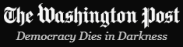 The Washington Post
Democracy Dies in Darkness